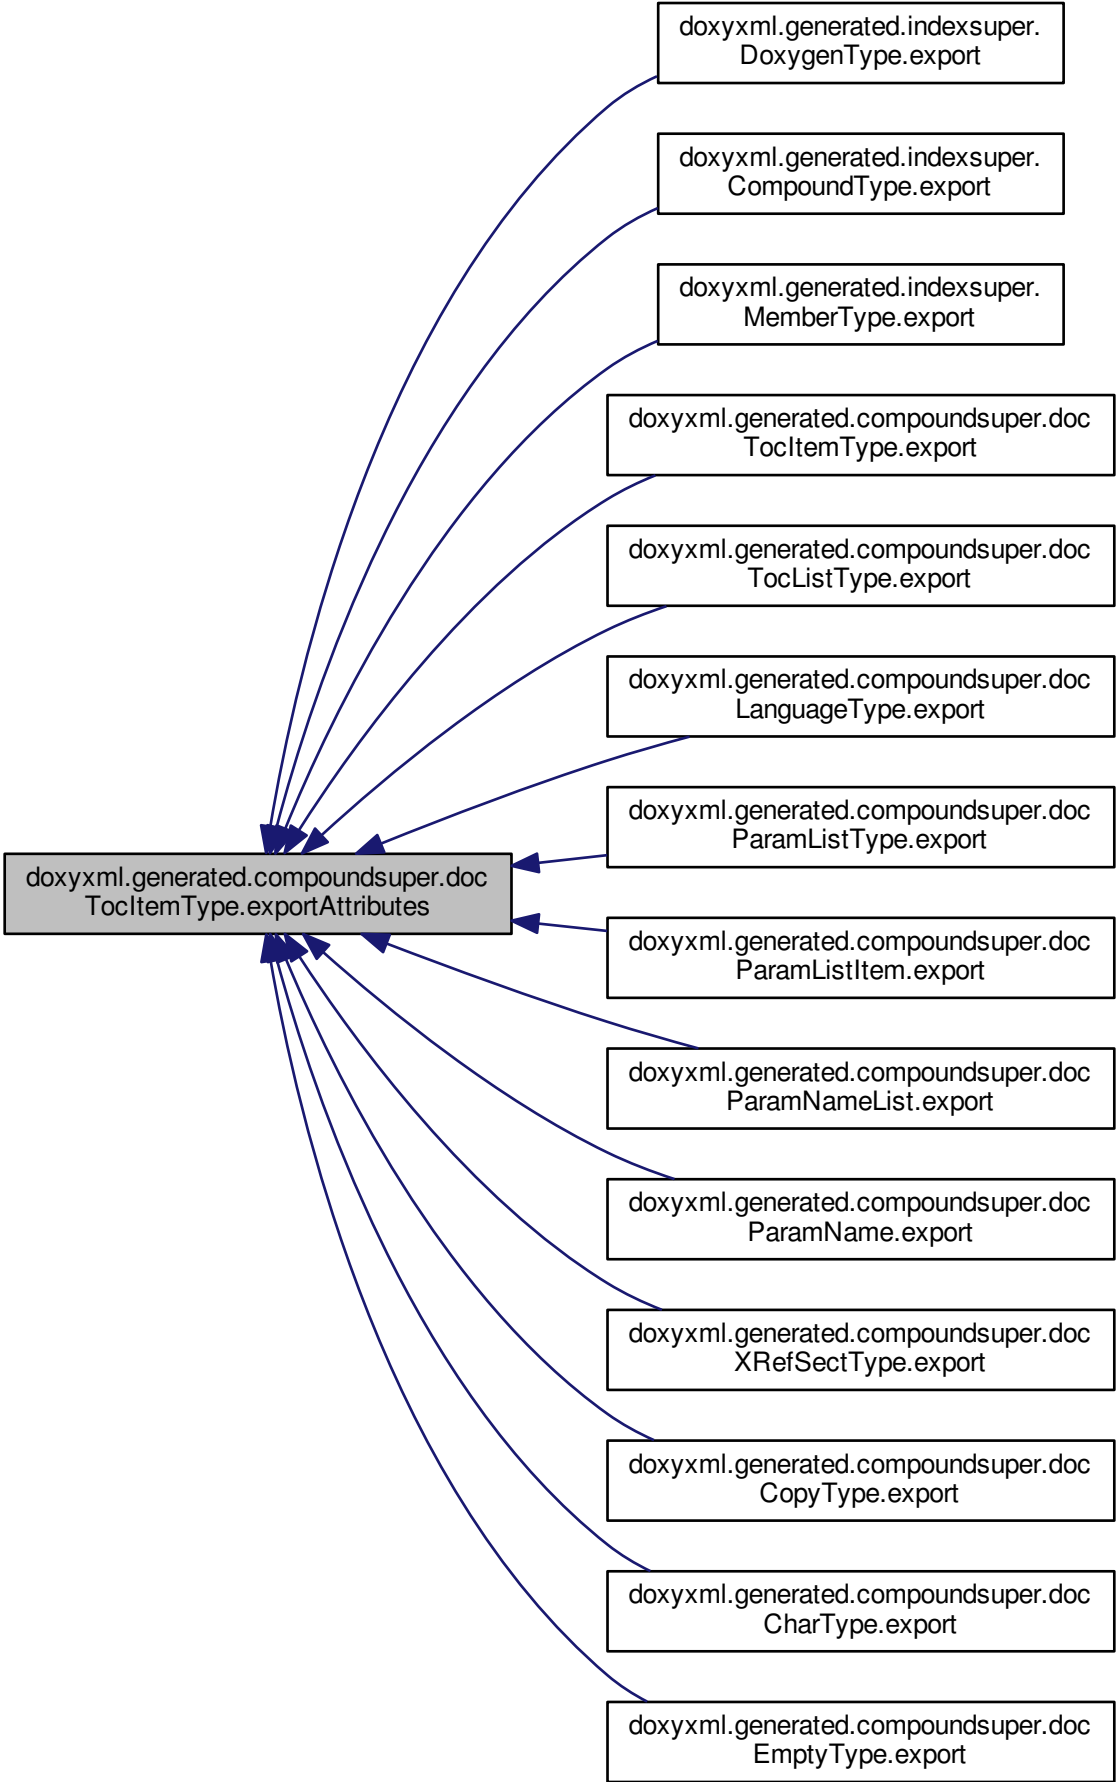 doxyxml.generated.indexsuper.
DoxygenType.export
doxyxml.generated.indexsuper.
CompoundType.export
doxyxml.generated.indexsuper.
MemberType.export
doxyxml.generated.compoundsuper.doc
TocItemType.export
doxyxml.generated.compoundsuper.doc
TocListType.export
doxyxml.generated.compoundsuper.doc
LanguageType.export
doxyxml.generated.compoundsuper.doc
ParamListType.export
doxyxml.generated.compoundsuper.doc
TocItemType.exportAttributes
doxyxml.generated.compoundsuper.doc
ParamListItem.export
doxyxml.generated.compoundsuper.doc
ParamNameList.export
doxyxml.generated.compoundsuper.doc
ParamName.export
doxyxml.generated.compoundsuper.doc
XRefSectType.export
doxyxml.generated.compoundsuper.doc
CopyType.export
doxyxml.generated.compoundsuper.doc
CharType.export
doxyxml.generated.compoundsuper.doc
EmptyType.export